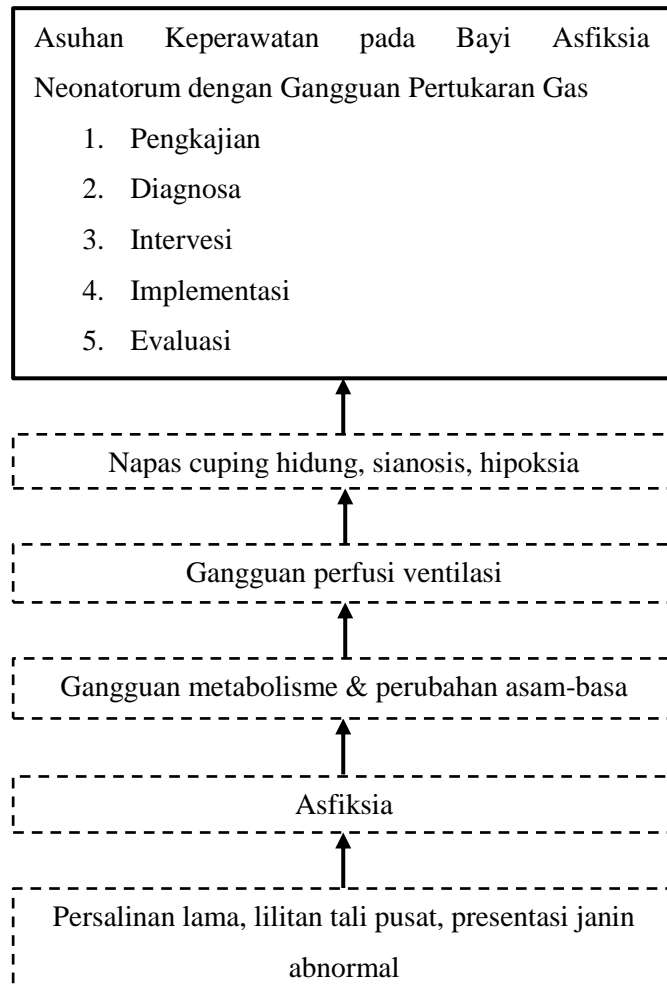 Asuhan Keperawatan pada Bayi Asfiksia
Neonatorum dengan Gangguan Pertukaran Gas
1. Pengkajian
2. Diagnosa
3. Intervesi
4. Implementasi
5. Evaluasi
Napas cuping hidung, sianosis, hipoksia
Gangguan perfusi ventilasi
Gangguan metabolisme & perubahan asam-basa
Asfiksia
Persalinan lama, lilitan tali pusat, presentasi janin
abnormal